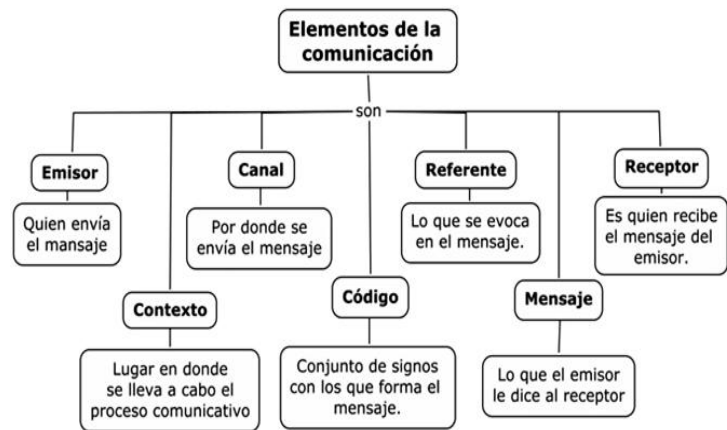 Elementos de la
comunicación
son
Emisor
Quien envía
el mansaje
Canal
Por donde se
envía el mensaje
Referente
Lo que se evoca
en el mensaje.
Receptor
Es quien recibe
el mensaje del
emisor.
Contexto
Lugar en donde
se lleva a cabo el
proceso comunicativo
Código
Conjunto de signos
con los que forma el
mensaje.
Mensaje
Lo que el emisor
le dice al receptor